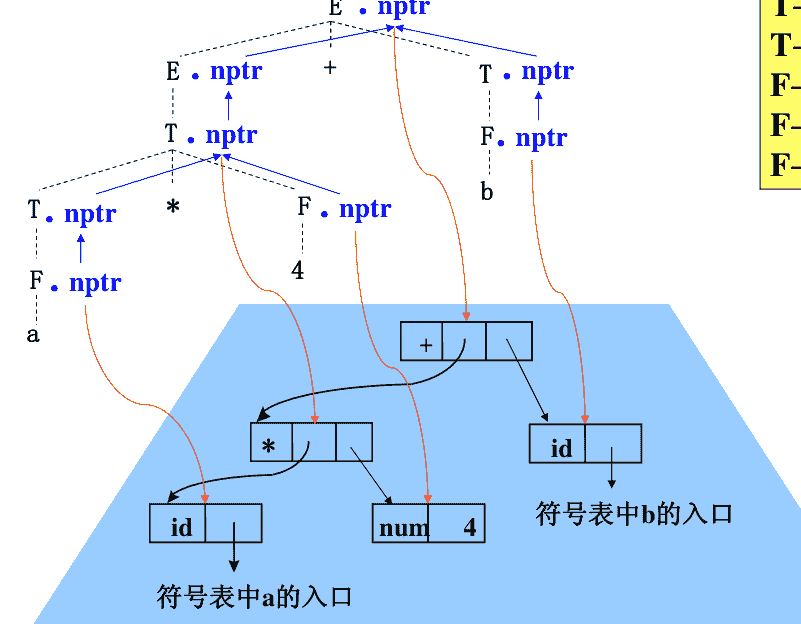 E . nptr
T-
T-
F-
F-
F-
E . nptr
+
T . nptr
T . nptr
F. nptr
b
T. nptr
*
F . nptr
4
F . nptr
a
+
*
id
id
num 4
符号表中b的入口
符号表中a的入口